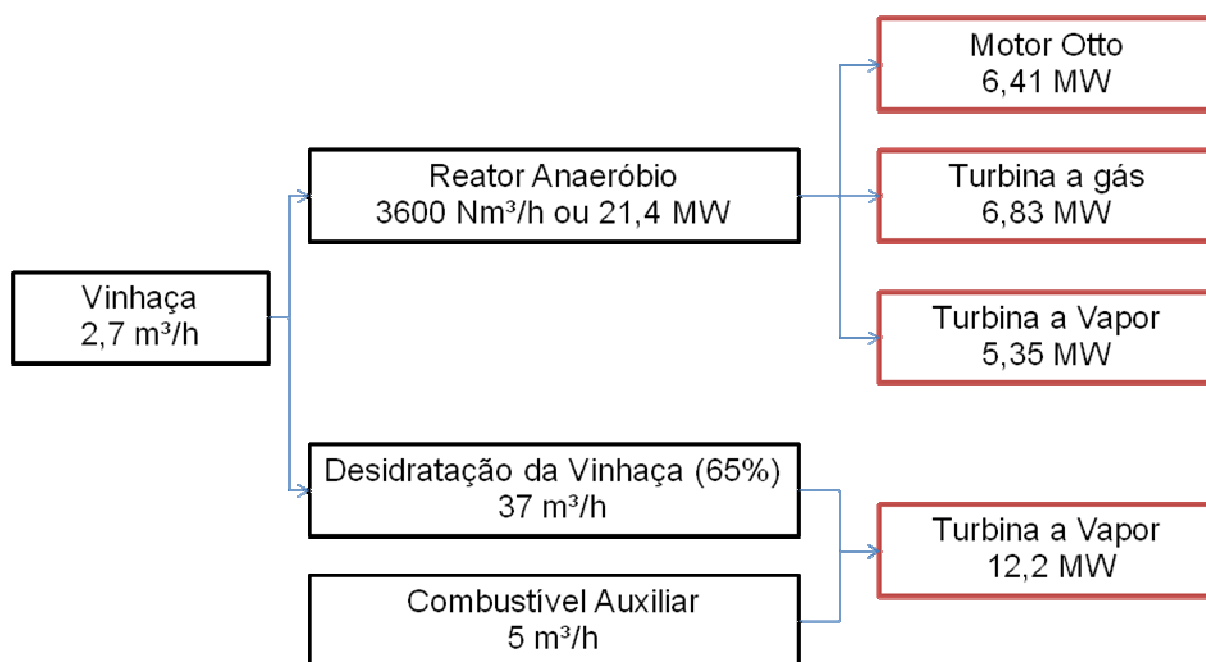 Motor Otto
6,41 MW
Reator Anaeróbio
3600 Nm³/h ou 21,4 MW
Turbina a gás
6,83 MW
Vinhaça
2,7 m³/h
Turbina a Vapor
5,35 MW
Desidratação da Vinhaça (65%)
37 m³/h
Turbina a Vapor
12,2 MW
Combustível Auxiliar
5 m³/h